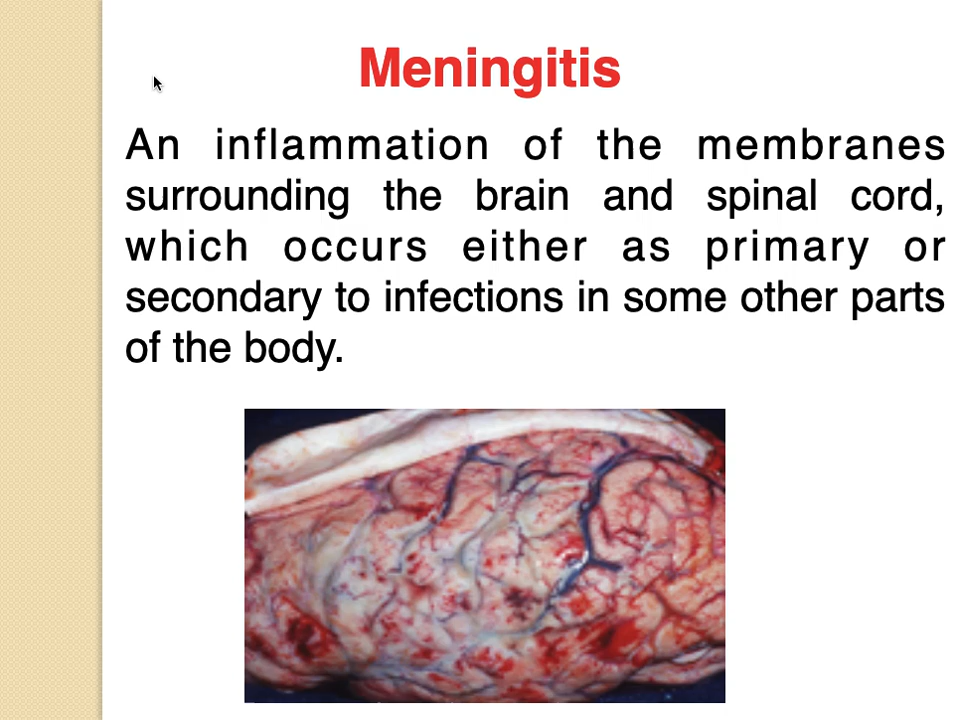 Meningitis
An inflammation of the membranes
surrounding the brain and spinal cord,
which occurs either as primary or
secondary to infections in some other parts
of the body.